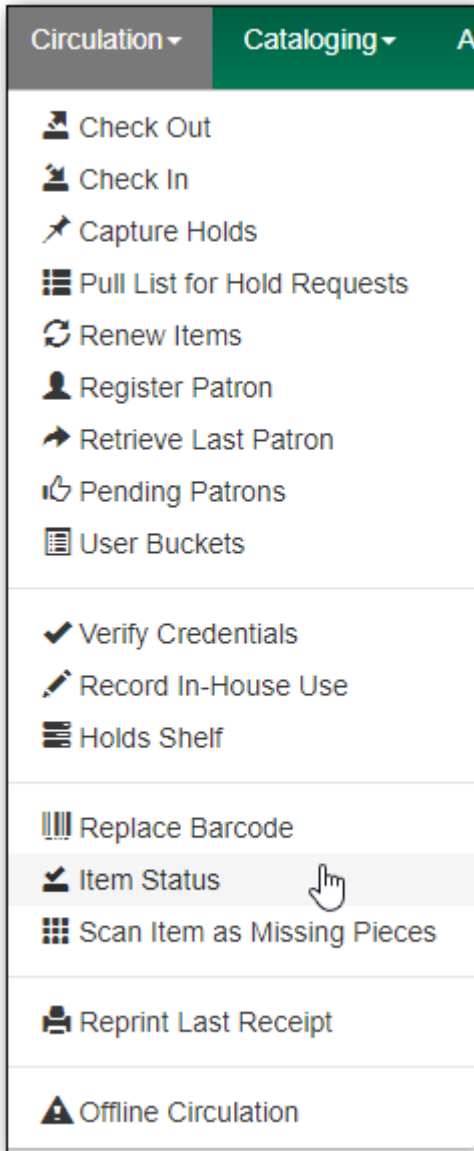 Circulation Cataloging A
Check Out
Check In
Capture Holds
Pull List for Hold Requests
Renew Items
Register Patron
Retrieve Last Patron
Pending Patrons
User Buckets
Verify Credentials
Record In-House Use
Holds Shelf
Replace Barcode
Item Status
Scan Item as Missing Pieces
Reprint Last Receipt
Offline Circulation